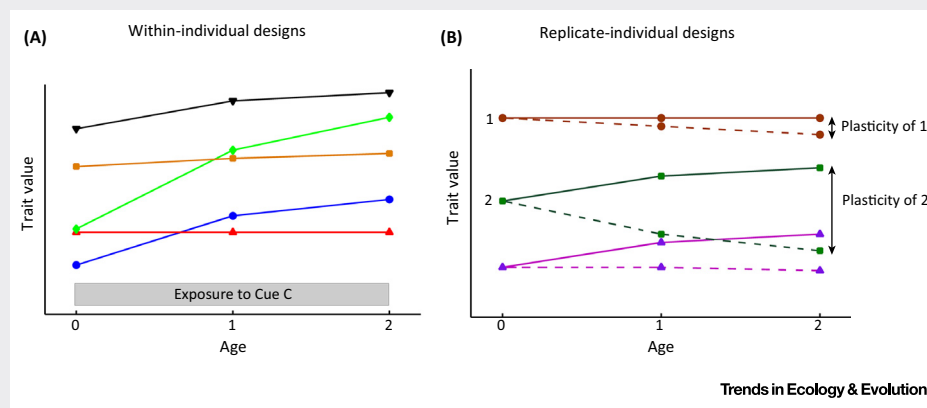 (A)
Within-individual designs
Trait value
Exposure to Cue C
0 1 2
Age
(B)
Replicate-individual designs
Trait value
1
Plasticity of 1
2
Plasticity of 2
0 1 2
Age
Trends in Ecology & Evolution